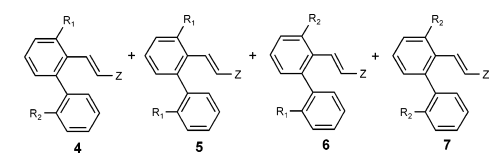 R1 R1 R2 R2
+ + +
Z Z Z Z
R2 R1 R1 R2
4 5 6 7